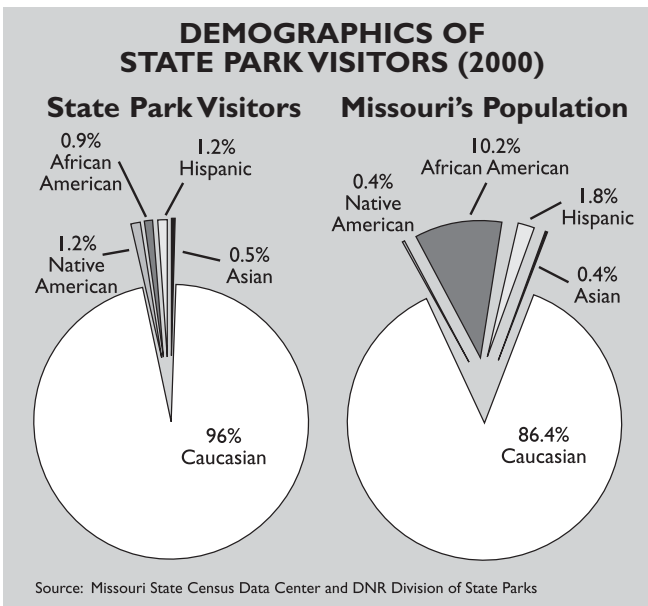 DEMOGRAPHICS OF
STATE PARK VISITORS (2000)
State Park Visitors
0.9%
African
American
1.2%
Hispanic
1.2%
Native
American
0.5%
Asian
96%
Caucasian
Missouri's Population
10.2%
African American
0.4%
Native
American
1.8%
Hispanic
0.4%
Asian
86.4%
Caucasian
Source: Missouri State Census Data Center and DNR Division of State Parks